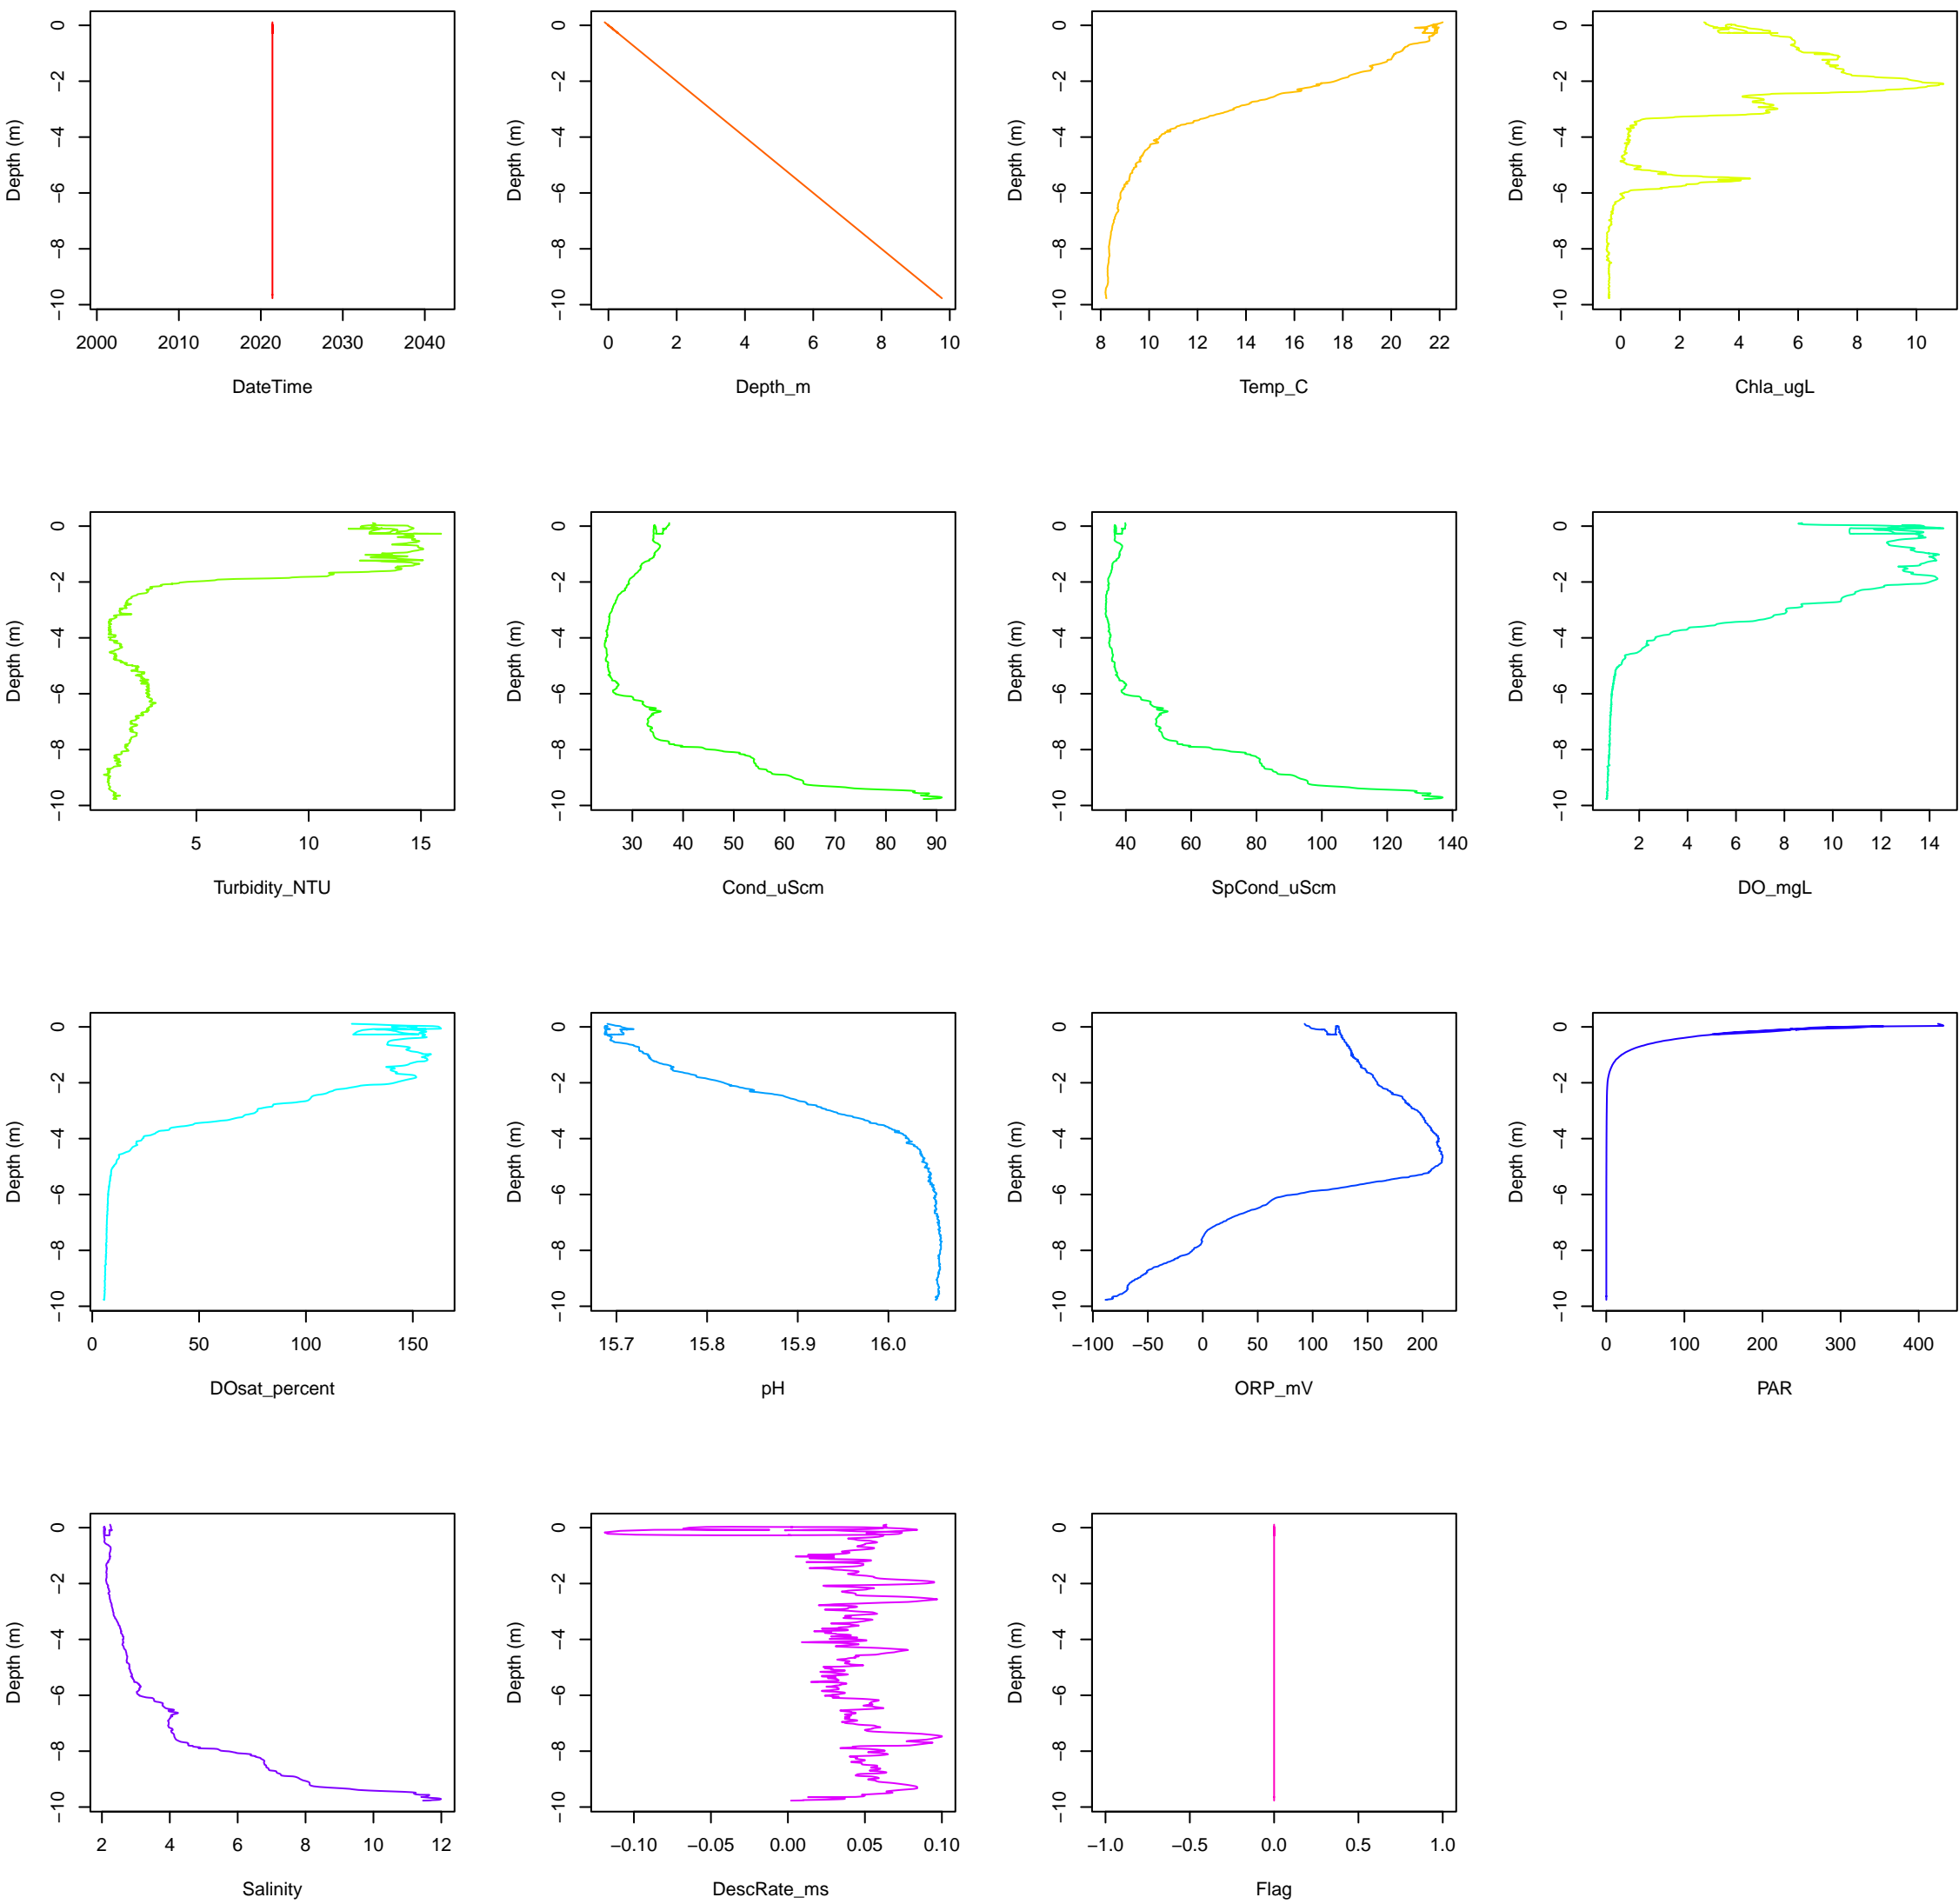 Depth (m)
0
−2
−4
−6
−8
−10
2000 2010 2020 2030 2040
DateTime
Depth (m)
0
−2
−4
−6
−8
−10
0 2 4 6 8 10
Depth_m
Depth (m)
0
−2
−4
−6
−8
−10
8 10 12 14 16 18 20 22
Temp_C
Depth (m)
0
−2
−4
−6
−8
−10
0 2 4 6 8 10
Chla_ugL
Depth (m)
0
−2
−4
−6
−8
−10
5 10 15
Turbidity_NTU
Depth (m)
0
−2
−4
−6
−8
−10
30 40 50 60 70 80 90
Cond_uScm
Depth (m)
0
−2
−4
−6
−8
−10
40 60 80 100 120 140
SpCond_uScm
Depth (m)
0
−2
−4
−6
−8
−10
2 4 6 8 10 12 14
DO_mgL
Depth (m)
0
−2
−4
−6
−8
−10
0 50 100 150
DOsat_percent
Depth (m)
0
−2
−4
−6
−8
−10
15.7 15.8 15.9 16.0
pH
Depth (m)
0
−2
−4
−6
−8
−10
−100 −50 0 50 100 150 200
ORP_mV
Depth (m)
0
−2
−4
−6
−8
−10
0 100 200 300 400
PAR
Depth (m)
0
−2
−4
−6
−8
−10
2 4 6 8 10 12
Salinity
Depth (m)
0
−2
−4
−6
−8
−10
−0.10 −0.05 0.00 0.05 0.10
DescRate_ms
Depth (m)
0
−2
−4
−6
−8
−10
−1.0 −0.5 0.0 0.5 1.0
Flag